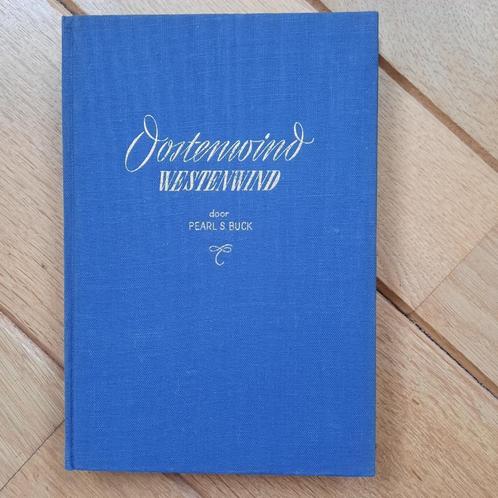 Oostenwind
WESTENWIND
door
PEARL S. BUCK